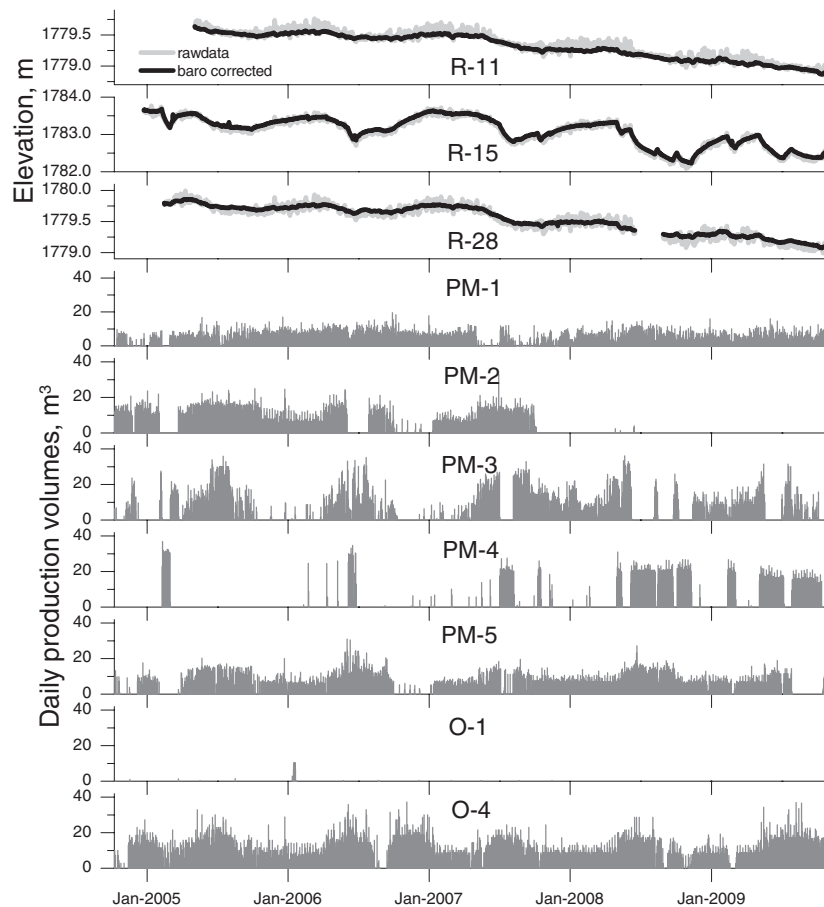 Elevation, m
1779.5
1779.0
rawdata
baro corrected
R-11
1784.0
1783.0
1782.0
R-15
1780.0
1779.5
1779.0
R-28
Daily production volumes, m³
40
20
0
PM-1
40
20
0
PM-2
40
20
0
PM-3
40
20
0
PM-4
40
20
0
PM-5
40
20
0
O-1
40
20
0
O-4
Jan-2005 Jan-2006 Jan-2007 Jan-2008 Jan-2009